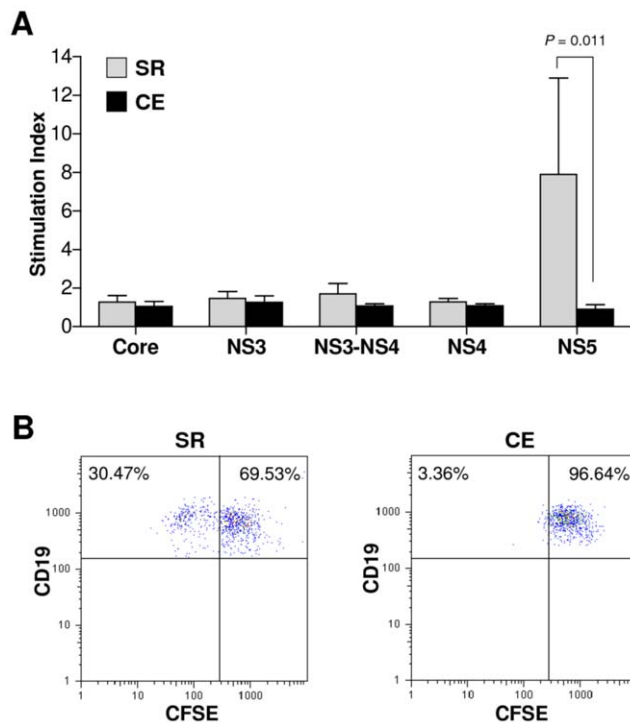 A
P = 0.011
14
12
10
8
6
4
2
0
Stimulation Index
SR
CE
Core NS3 NS3-NS4 NS4 NS5
B
SR
30.47% 69.53%
1000
100
10
1
CD19
1 10 100 1000
CFSE
CE
3.36% 96.64%
1000
100
10
1
CD19
1 10 100 1000
CFSE